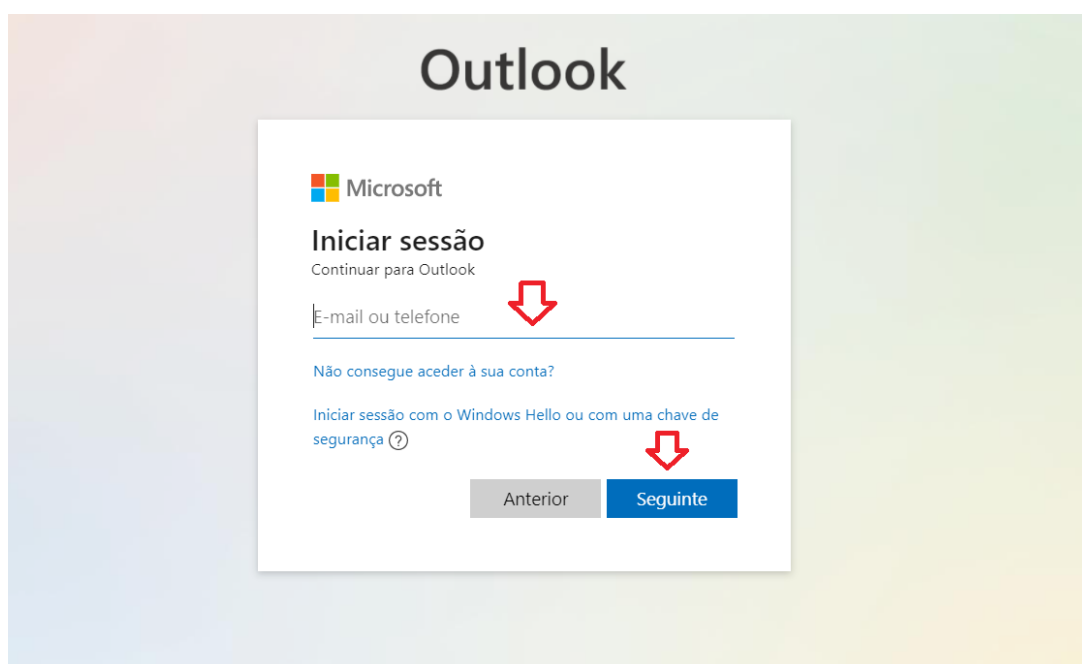 Outlook
Microsoft
Iniciar sessão
Continuar para Outlook
E-mail ou telefone
Não consegue aceder à sua conta?
Iniciar sessão com o Windows Hello ou com uma chave de
segurança ?
Anterior Seguinte